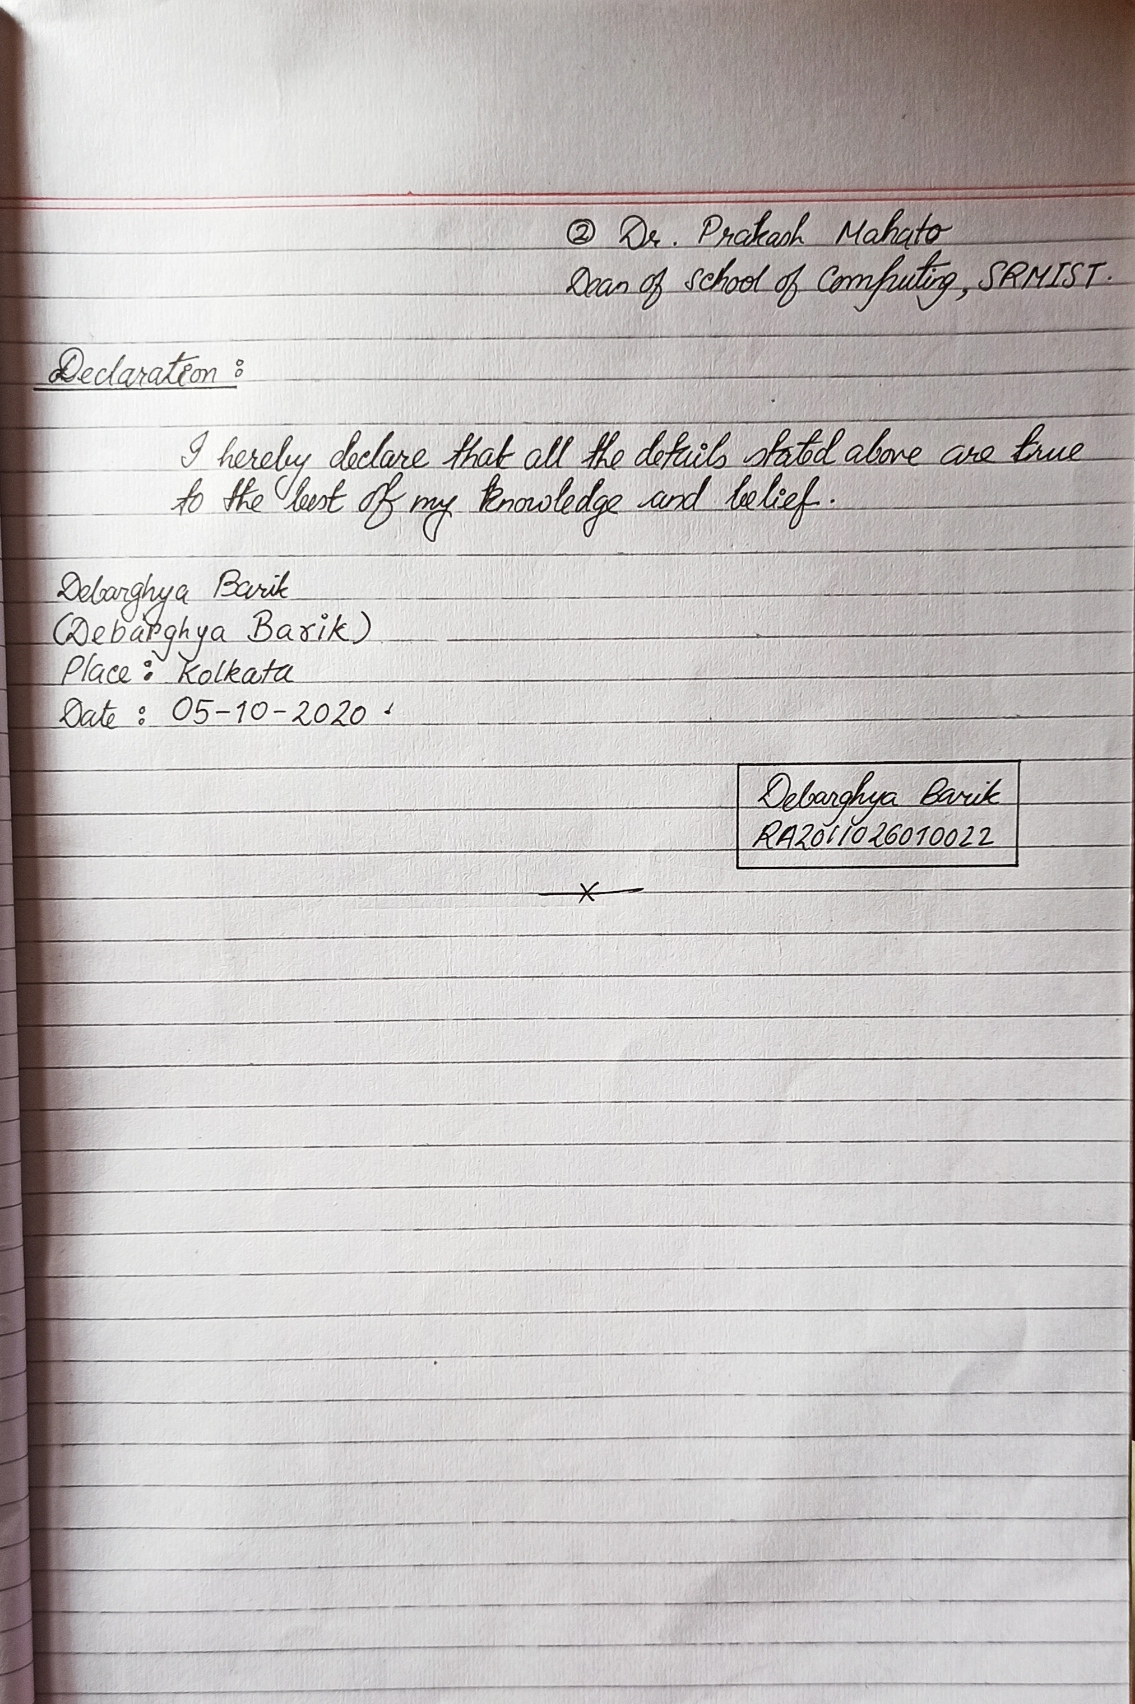 ② Dr. Prakash Mahato
Dean of school of Computing, SRMIST.
Declaration :
I hereby declare that all the details stated above are true
to the best of my knowledge and belief.
Debarghya Barik
(Debarghya Barik)
Place : Kolkata
Date : 05-10-2020.
Debarghya Barik
RA2011026010022
X